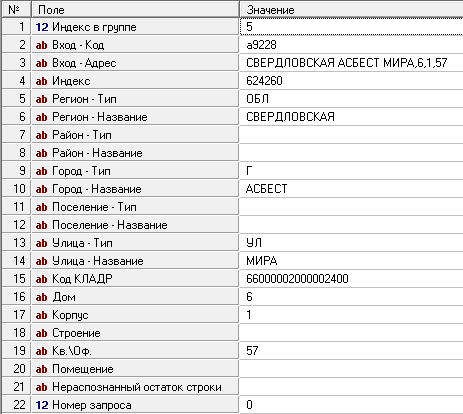 № Поле Значение
1 12 Индекс в группе 5
2 ab Вход - Код a9228
3 ab Вход - Адрес СВЕРДЛОВСКАЯ АСБЕСТ МИРА,6,1,57
4 ab Индекс 624260
5 ab Регион - Тип ОБЛ
6 ab Регион - Название СВЕРДЛОВСКАЯ
7 ab Район - Тип
8 ab Район - Название
9 ab Город - Тип Г
10 ab Город - Название АСБЕСТ
11 ab Поселение - Тип
12 ab Поселение - Название
13 ab Улица - Тип УЛ
14 ab Улица - Название МИРА
15 ab Код КЛАДР 66000002000002400
16 ab Дом 6
17 ab Корпус 1
18 ab Строение
19 ab Кв.\Оф. 57
20 ab Помещение
21 ab Нераспознанный остаток строки
22 12 Номер запроса 0